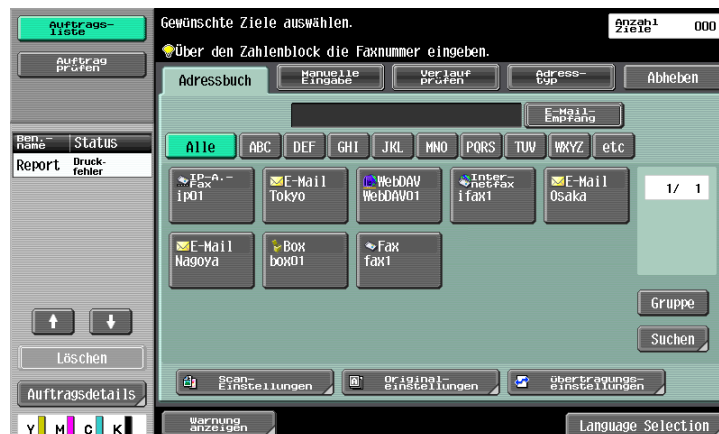 Auftrags-
liste
Auftrag
prüfen
Ben.-
name
Status
Report
Druck-
fehler
Löschen
Auftragsdetails
Y M C K
Gewünschte Ziele auswählen.
Anzahl
Ziele
000
Über den Zahlenblock die Faxnummer eingeben.
Adressbuch
Manuelle
Eingabe
Verlauf
prüfen
Adress-
typ
Abheben
E-Mail-
Empfang
Alle ABC DEF GHI JKL MNO PQRS TUV WXYZ etc
IP-A.-
Fax
ip01
E-Mail
Tokyo
WebDAV
WebDAV01
Inter-
netfax
ifax1
E-Mail
Osaka
1/ 1
E-Mail
Nagoya
Box
box01
Fax
fax1
Gruppe
Suchen
Scan-
Einstellungen
Original-
einstellungen
übertragungs-
einstellungen
Warnung
anzeigen
Language Selection